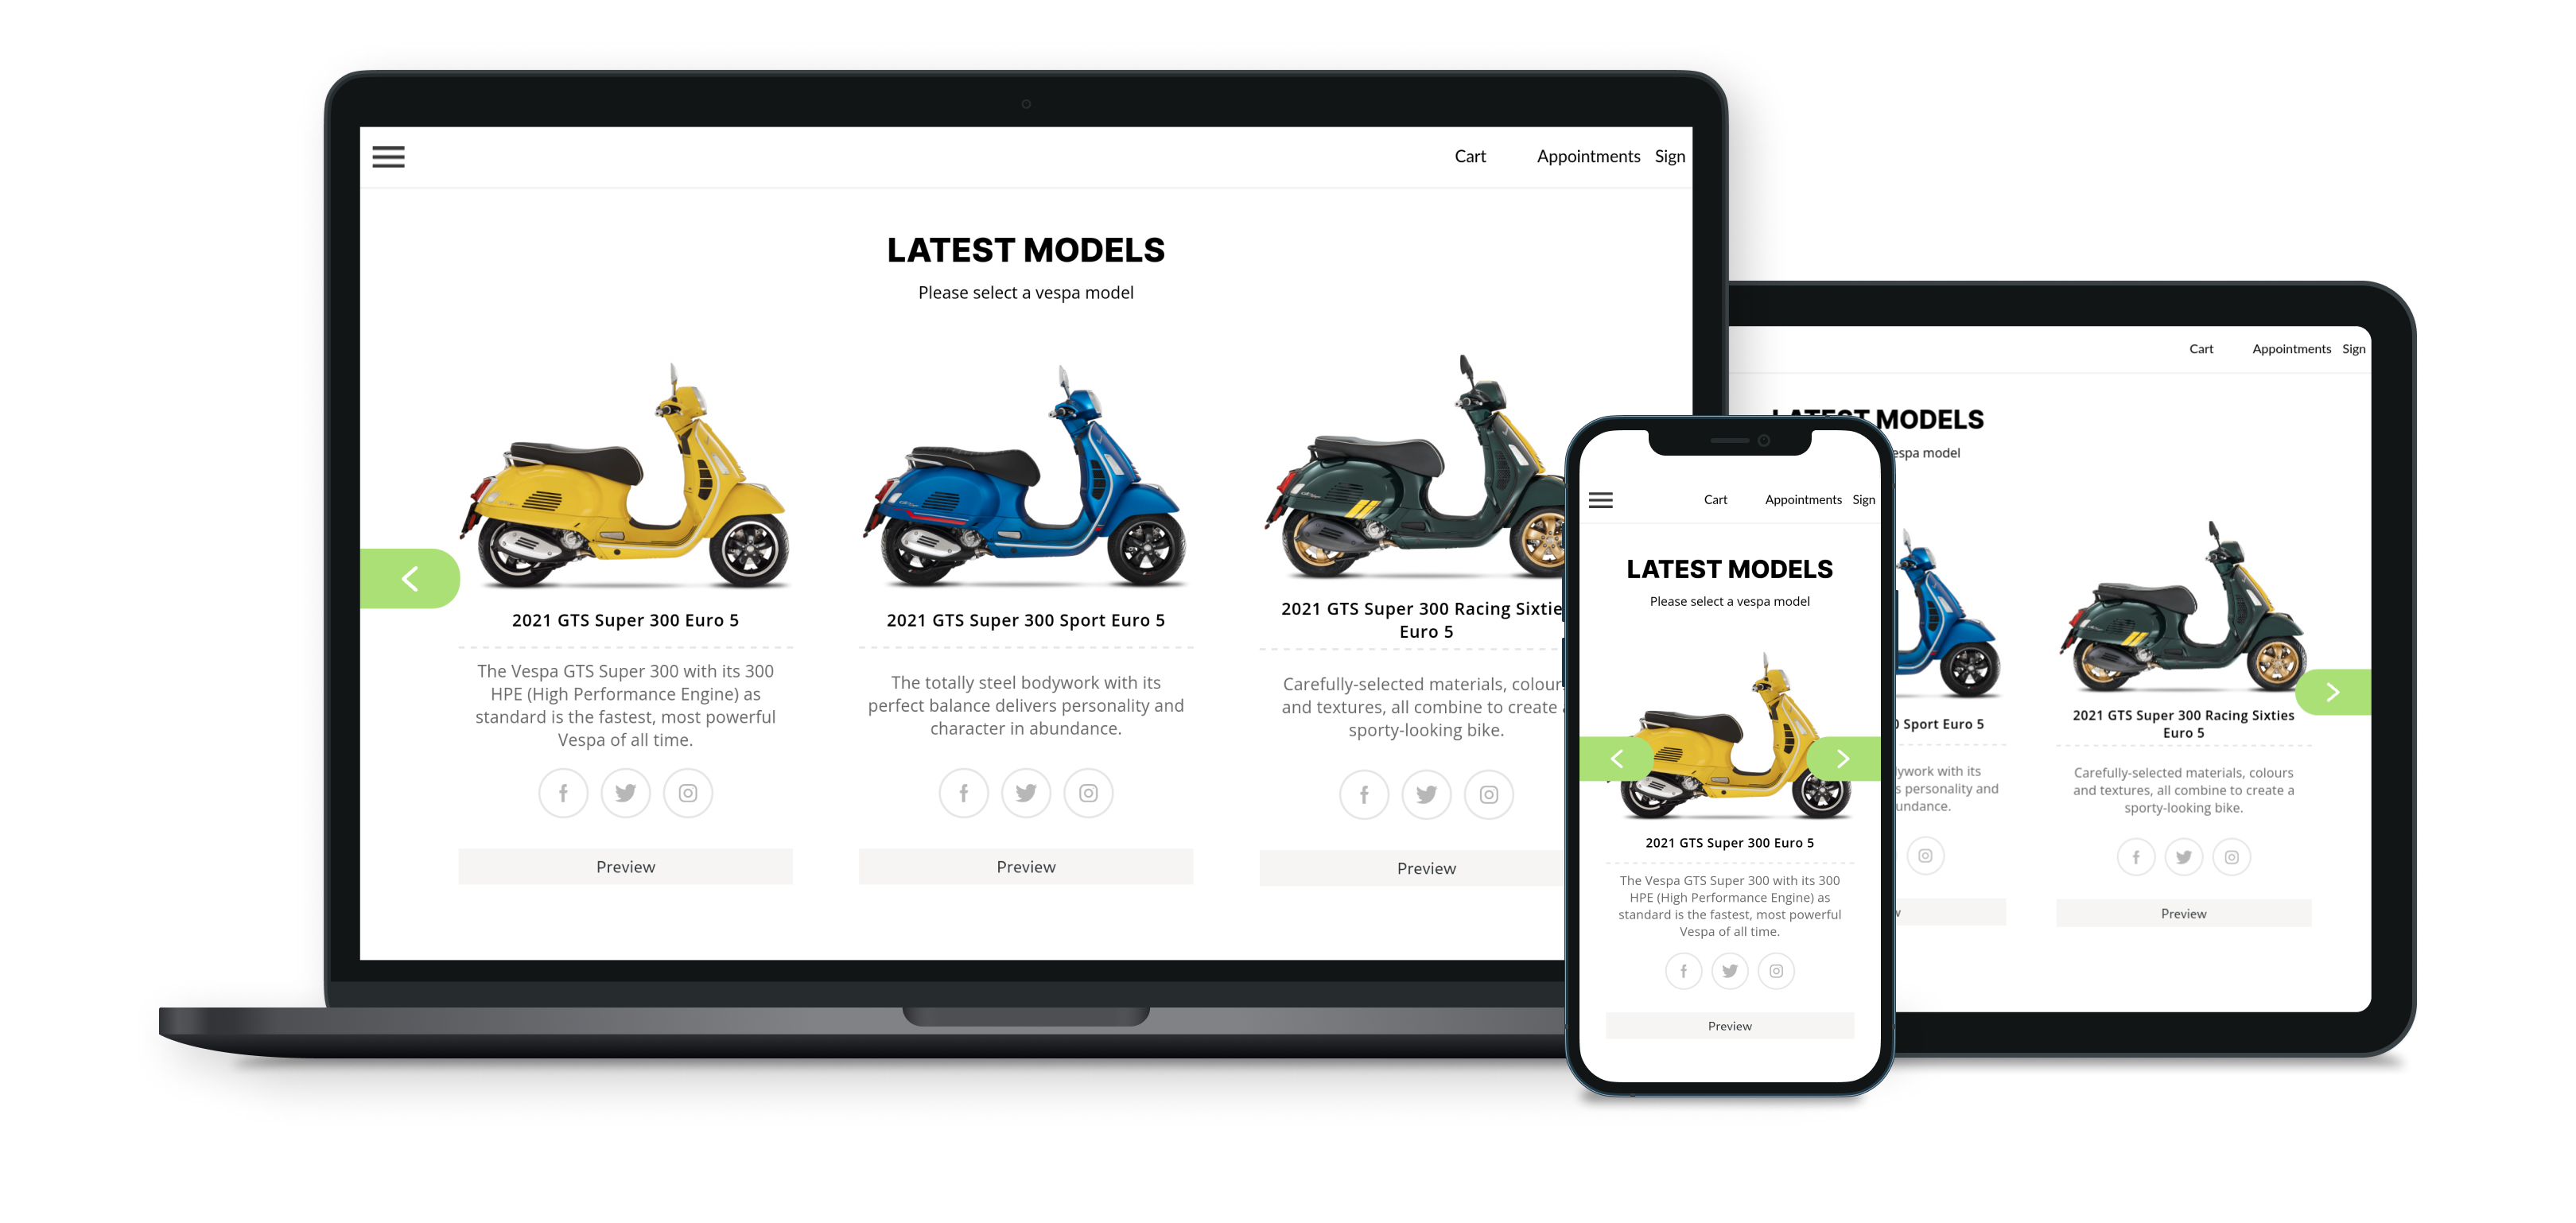 Cart Appointments Sign
LATEST MODELS
Please select a vespa model
2021 GTS Super 300 Euro 5
The Vespa GTS Super 300 with its 300
HPE (High Performance Engine) as
standard is the fastest, most powerful
Vespa of all time.
Preview
2021 GTS Super 300 Sport Euro 5
The totally steel bodywork with its
perfect balance delivers personality and
character in abundance.
Preview
2021 GTS Super 300 Racing Sixtie
Euro 5
Carefully-selected materials, colour
and textures, all combine to create
sporty-looking bike.
Preview
Cart Appointments Sign
LATEST MODELS
Please select a vespa model
2021 GTS Super 300 Euro 5
The Vespa GTS Super 300 with its 300
HPE (High Performance Engine) as
standard is the fastest, most powerful
Vespa of all time.
Preview
Cart Appointments Sign
LATEST MODELS
espa model
Sport Euro 5
ywork with its
s personality and
undance.
2021 GTS Super 300 Racing Sixties
Euro 5
Carefully-selected materials, colours
and textures, all combine to create a
sporty-looking bike.
Preview